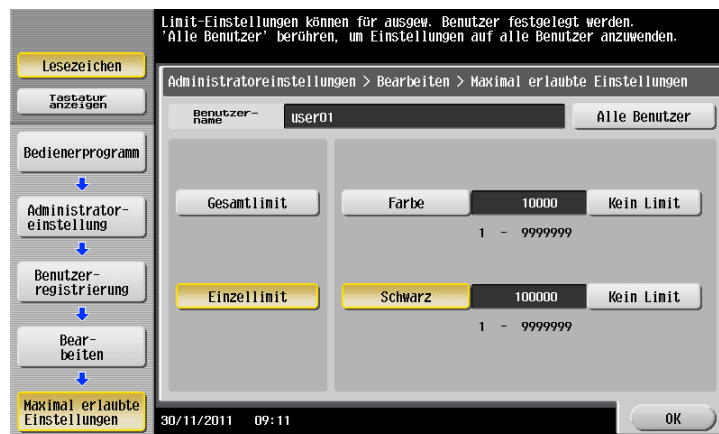 Limit-Einstellungen können für ausgew. Benutzer festgelegt werden.
'Alle Benutzer' berühren, um Einstellungen auf alle Benutzer anzuwenden.
Lesezeichen
Tastatur
anzeigen
Bedienerprogramm
Administrator-
einstellung
Benutzer-
registrierung
Bear-
beiten
Maximal erlaubte
Einstellungen
Administratoreinstellungen > Bearbeiten > Maximal erlaubte Einstellungen
Benutzer-
name
user01
Alle Benutzer
Gesamtlimit
Farbe
10000
Kein Limit
1 - 9999999
Einzellimit
Schwarz
100000
Kein Limit
1 - 9999999
30/11/2011 09:11
OK